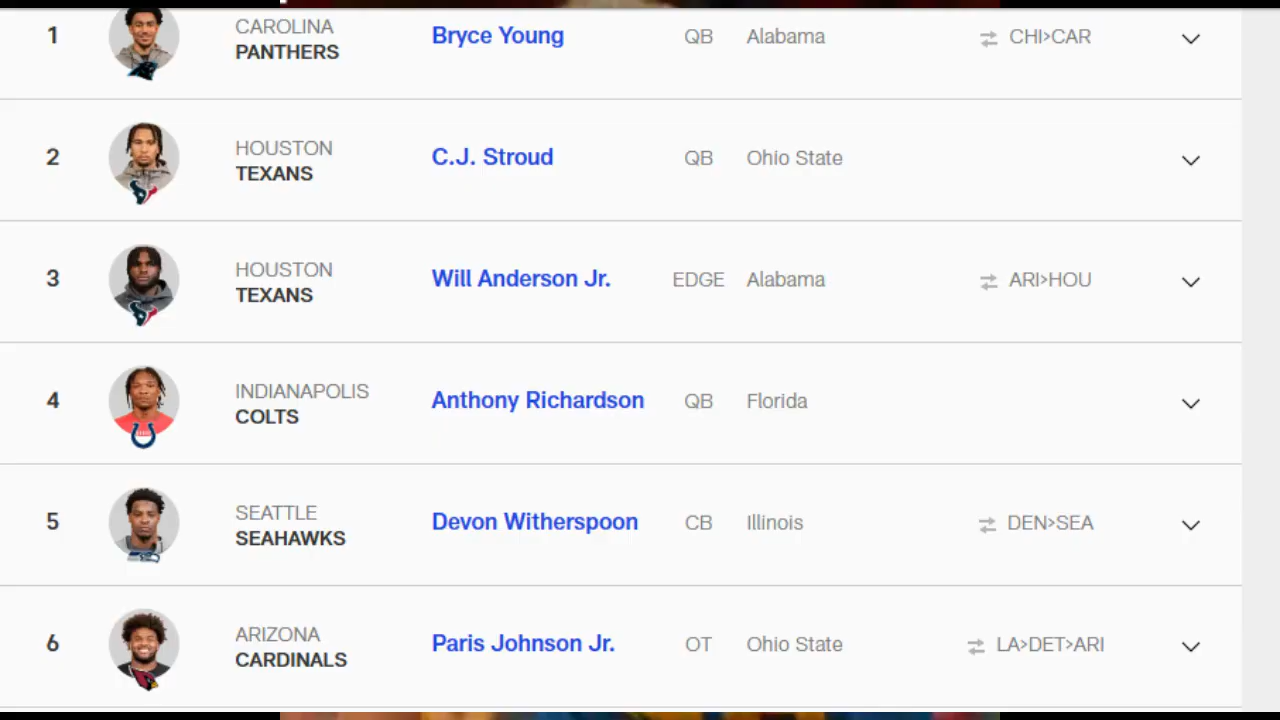 1 CAROLINA PANTHERS Bryce Young QB Alabama CHI>CAR
2 HOUSTON TEXANS C.J. Stroud QB Ohio State
3 HOUSTON TEXANS Will Anderson Jr. EDGE Alabama ARI>HOU
4 INDIANAPOLIS COLTS Anthony Richardson QB Florida
5 SEATTLE SEAHAWKS Devon Witherspoon CB Illinois DEN>SEA
6 ARIZONA CARDINALS Paris Johnson Jr. OT Ohio State LA>DET>ARI